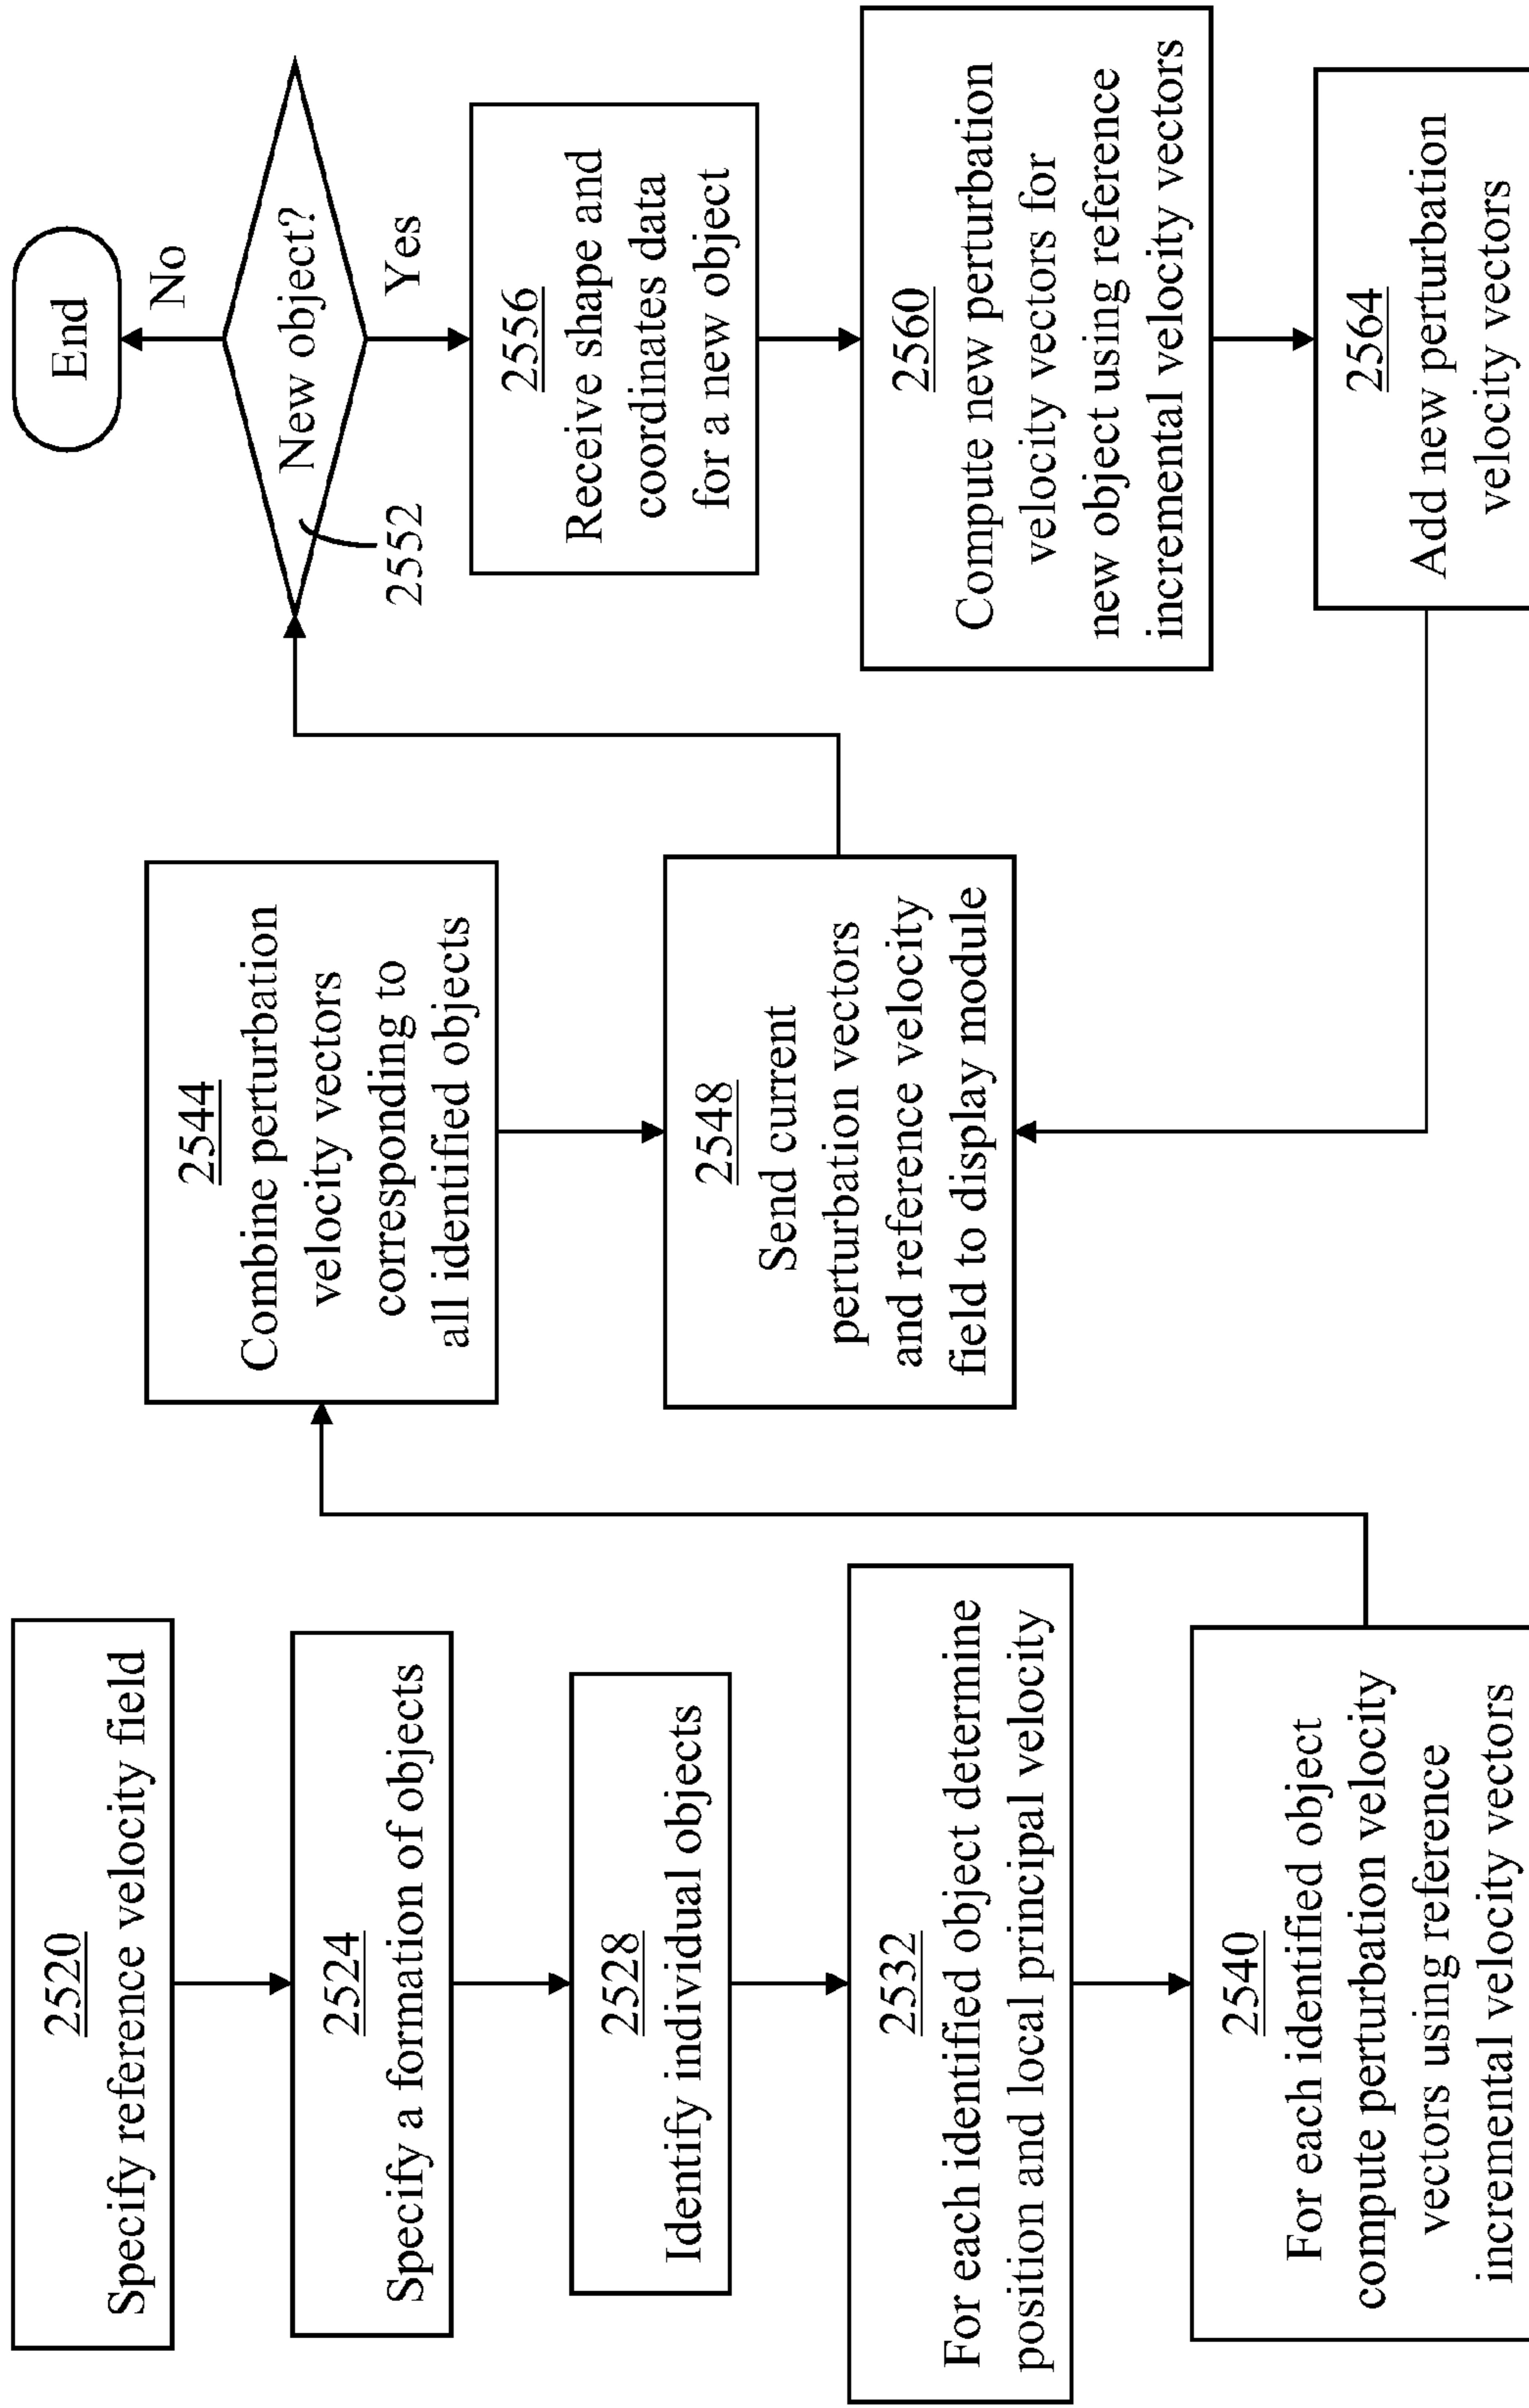 2520
Specify reference velocity field
2524
Specify a formation of objects
2528
Identify individual objects
2532
For each identified object determine
position and local principal velocity
2540
For each identified object
compute perturbation velocity
vectors using reference
incremental velocity vectors
2544
Combine perturbation
velocity vectors
corresponding to
all identified objects
2548
Send current
perturbation vectors
and reference velocity
field to display module
End
No
New object?
2552
Yes
2556
Receive shape and
coordinates data
for a new object
2560
Compute new perturbation
velocity vectors for
new object using reference
incremental velocity vectors
2564
Add new perturbation
velocity vectors